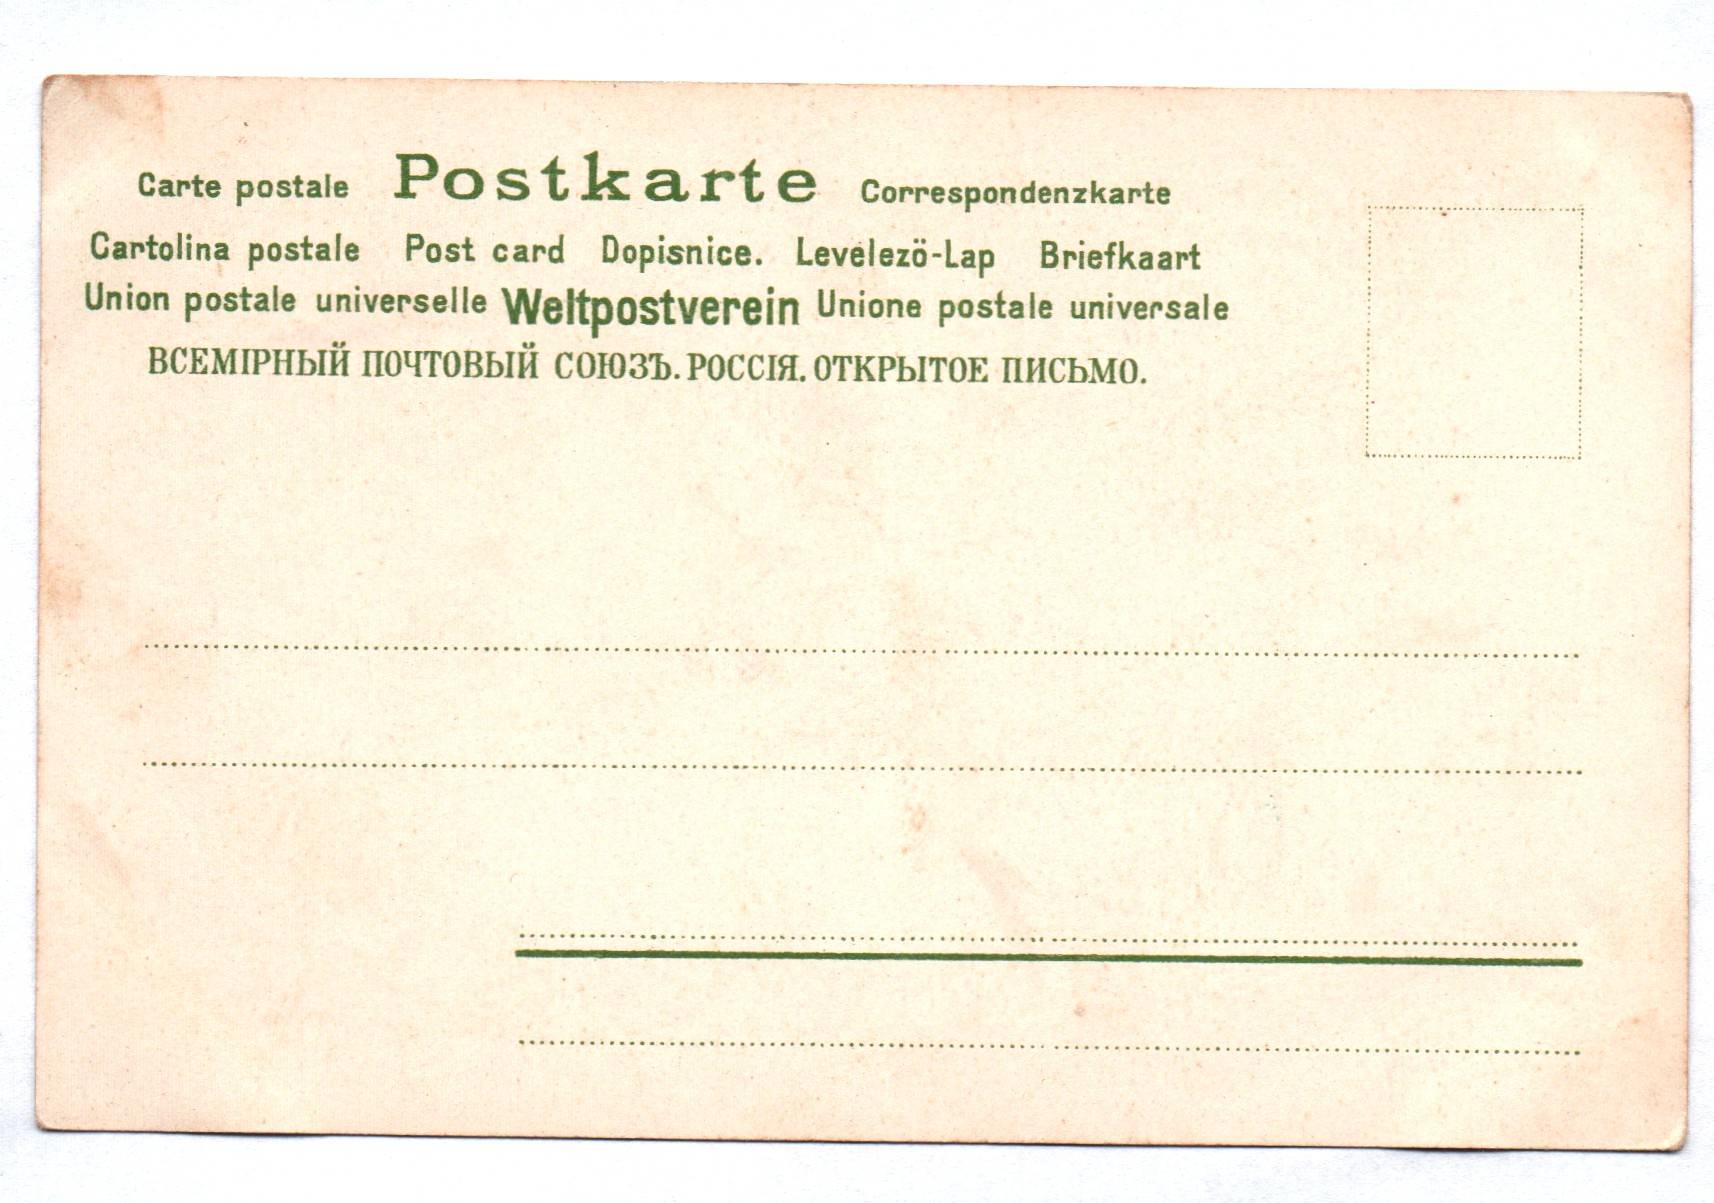 Carte postale Postkarte Correspondenzkarte
Cartolina postale Post card Dopisnice. Levelezö-Lap Briefkaart
Union postale universelle Weltpostverein Unione postale universale
ВСЕМІРНЫЙ ПОЧТОВЫЙ СОЮЗЪ. РОССІЯ. ОТКРЫТОЕ ПИСЬМО.